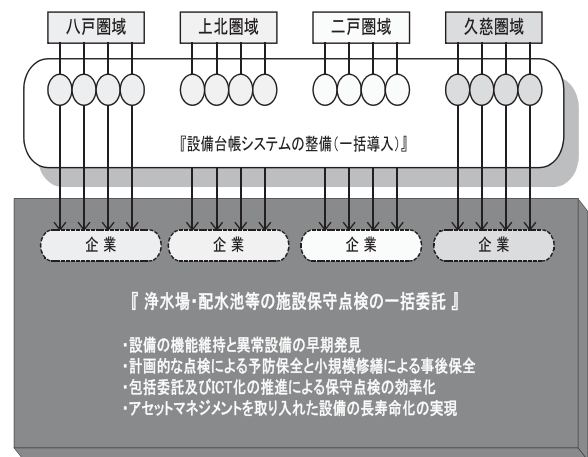 八戸圏域 上北圏域 二戸圏域 久慈圏域
『設備台帳システムの整備(一括導入)』
企業 企業 企業 企業
『 浄水場・配水池等の施設保守点検の一括委託 』
・設備の機能維持と異常設備の早期発見
・計画的な点検による予防保全と小規模修繕による事後保全
・包括委託及びICT化の推進による保守点検の効率化
・アセットマネジメントを取り入れた設備の長寿命化の実現